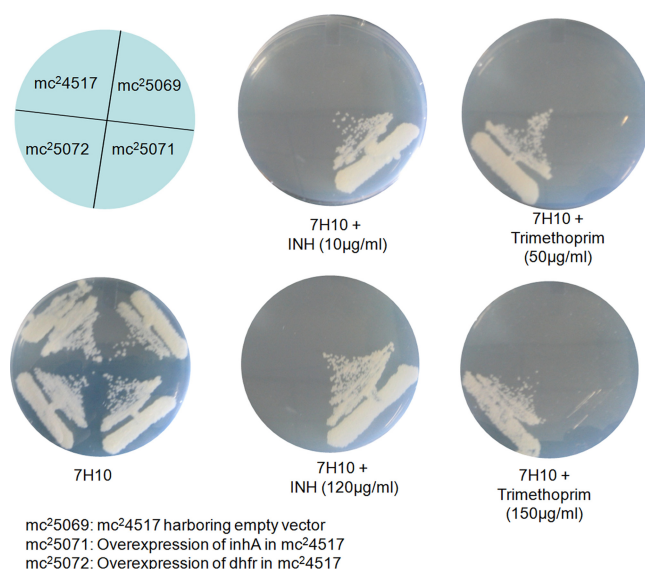 mc²4517
mc²5069
mc²5072
mc²5071
7H10 +
INH (10µg/ml)
7H10 +
Trimethoprim
(50µg/ml)
7H10
7H10 +
INH (120µg/ml)
7H10 +
Trimethoprim
(150µg/ml)
mc²5069: mc²4517 harboring empty vector
mc²5071: Overexpression of inhA in mc²4517
mc²5072: Overexpression of dhfr in mc²4517